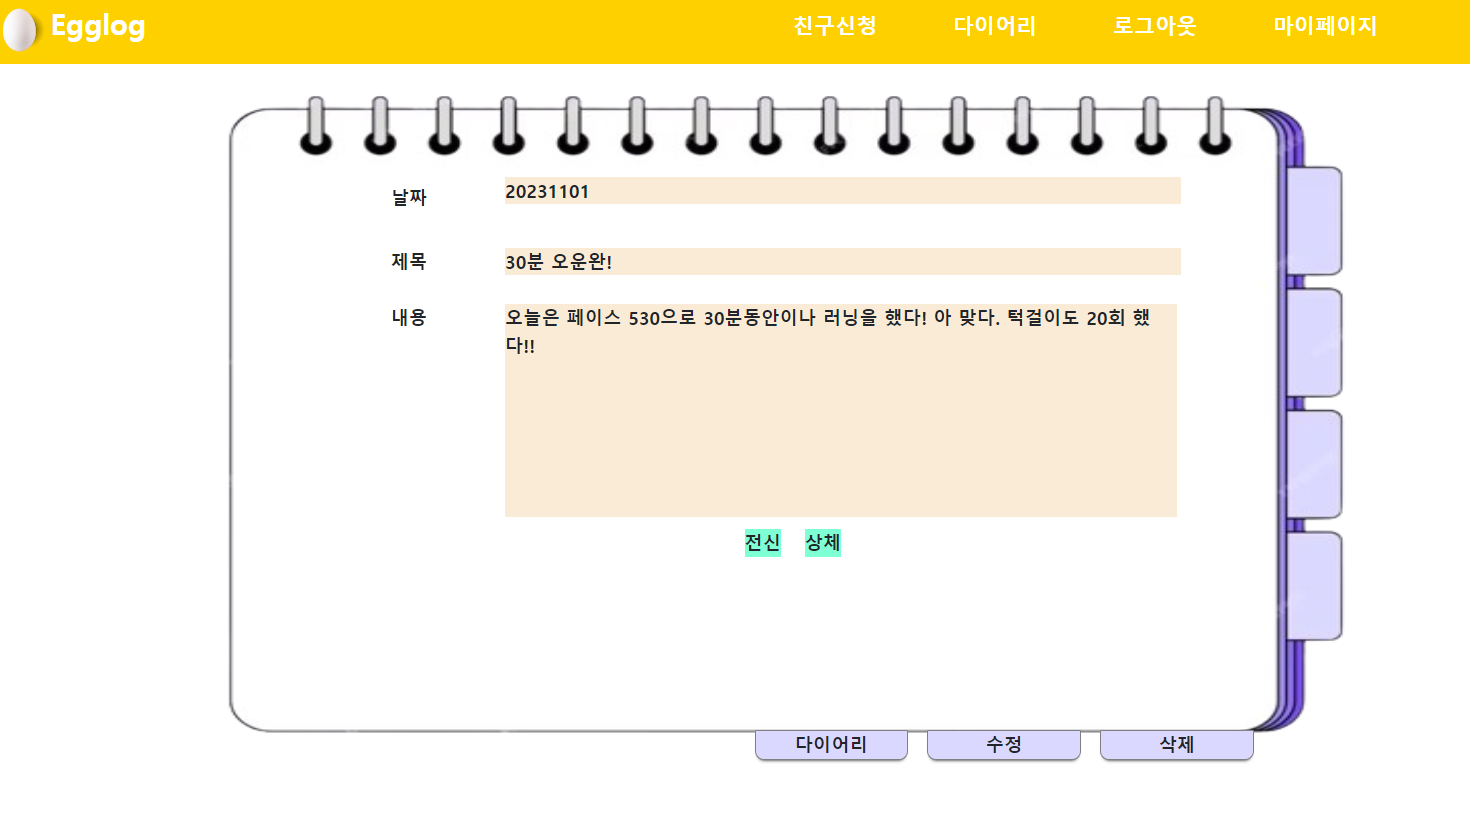 Egglog 친구신청 다이어리 로그아웃 마이페이지
날짜 20231101
제목 30분 오운완!
내용 오늘은 페이스 530으로 30분동안이나 러닝을 했다! 아 맞다. 턱걸이도 20회 했
다!!
전신 상체
다이어리 수정 삭제